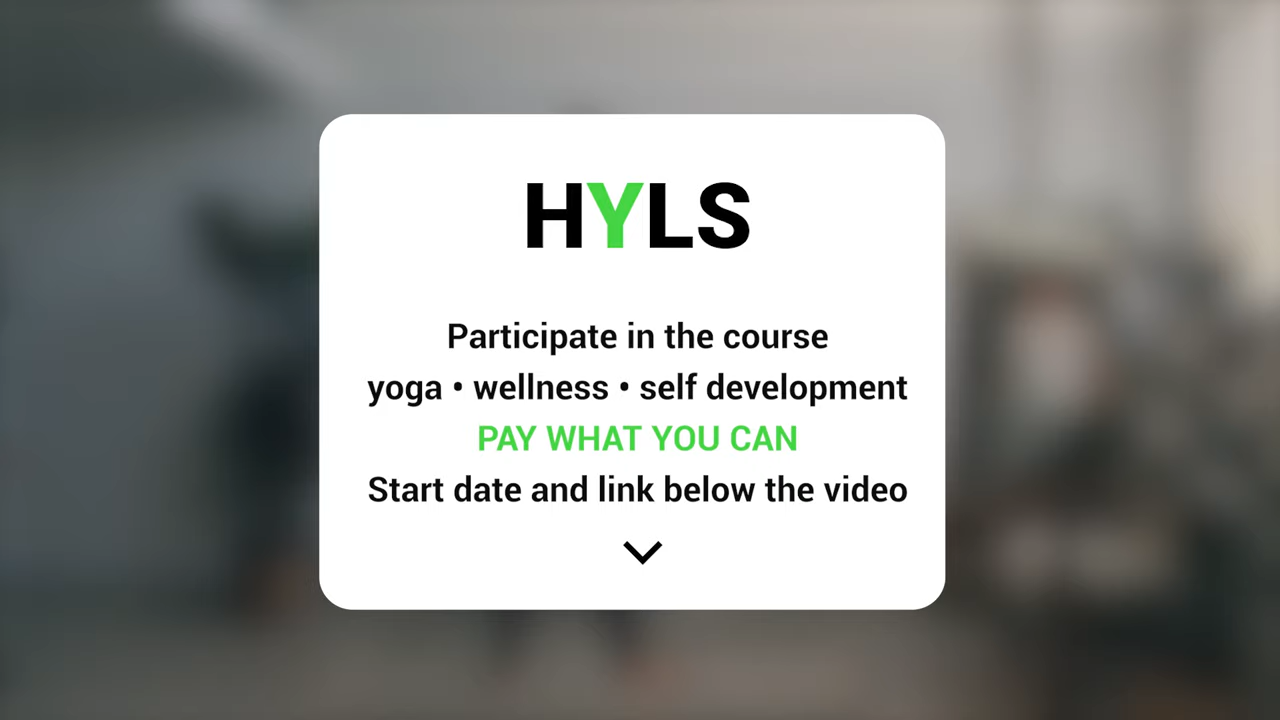 HYLS
Participate in the course
yoga • wellness • self development
PAY WHAT YOU CAN
Start date and link below the video